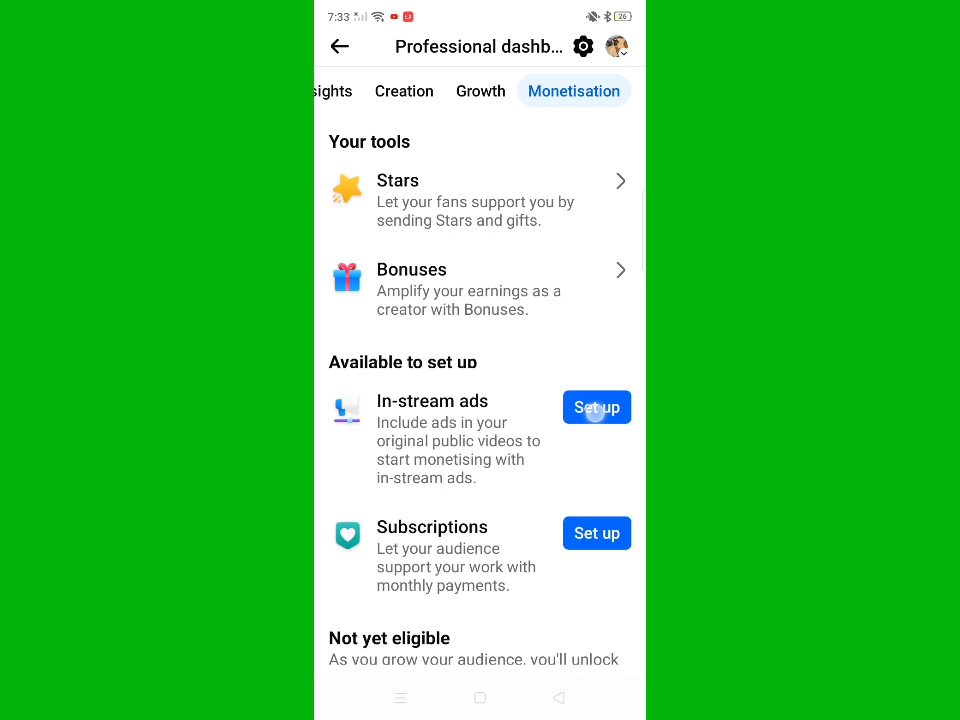 7:33
26
Professional dashb...
sights Creation Growth Monetisation
Your tools
Stars
Let your fans support you by
sending Stars and gifts.
Bonuses
Amplify your earnings as a
creator with Bonuses.
Available to set up
In-stream ads
Set up
Include ads in your
original public videos to
start monetising with
in-stream ads.
Subscriptions
Set up
Let your audience
support your work with
monthly payments.
Not yet eligible
As you grow your audience, you'll unlock